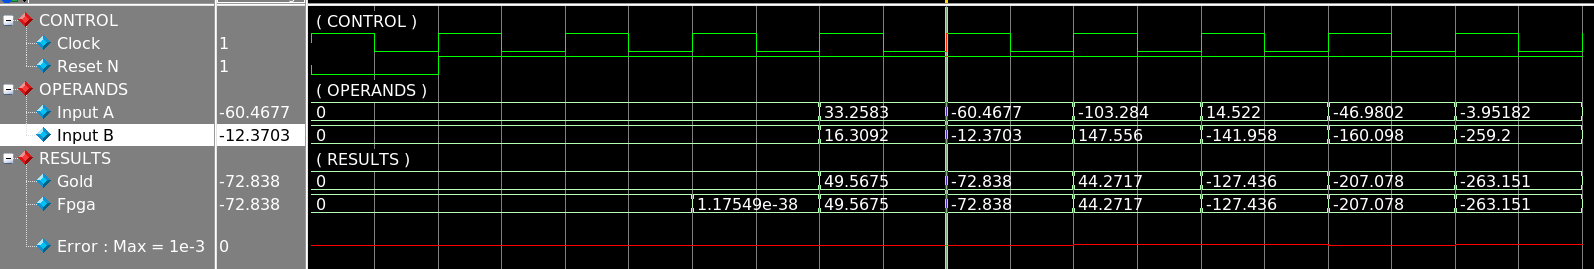 CONTROL ( CONTROL )
Clock 1
Reset N 1
OPERANDS ( OPERANDS )
Input A -60.4677 0 33.2583 -60.4677 -103.284 14.522 -46.9802 -3.95182
Input B -12.3703 0 16.3092 -12.3703 147.556 -141.958 -160.098 -259.2
RESULTS ( RESULTS )
Gold -72.838 0 49.5675 -72.838 44.2717 -127.436 -207.078 -263.151
Fpga -72.838 0 1.17549e-38 49.5675 -72.838 44.2717 -127.436 -207.078 -263.151
Error : Max = 1e-3 0